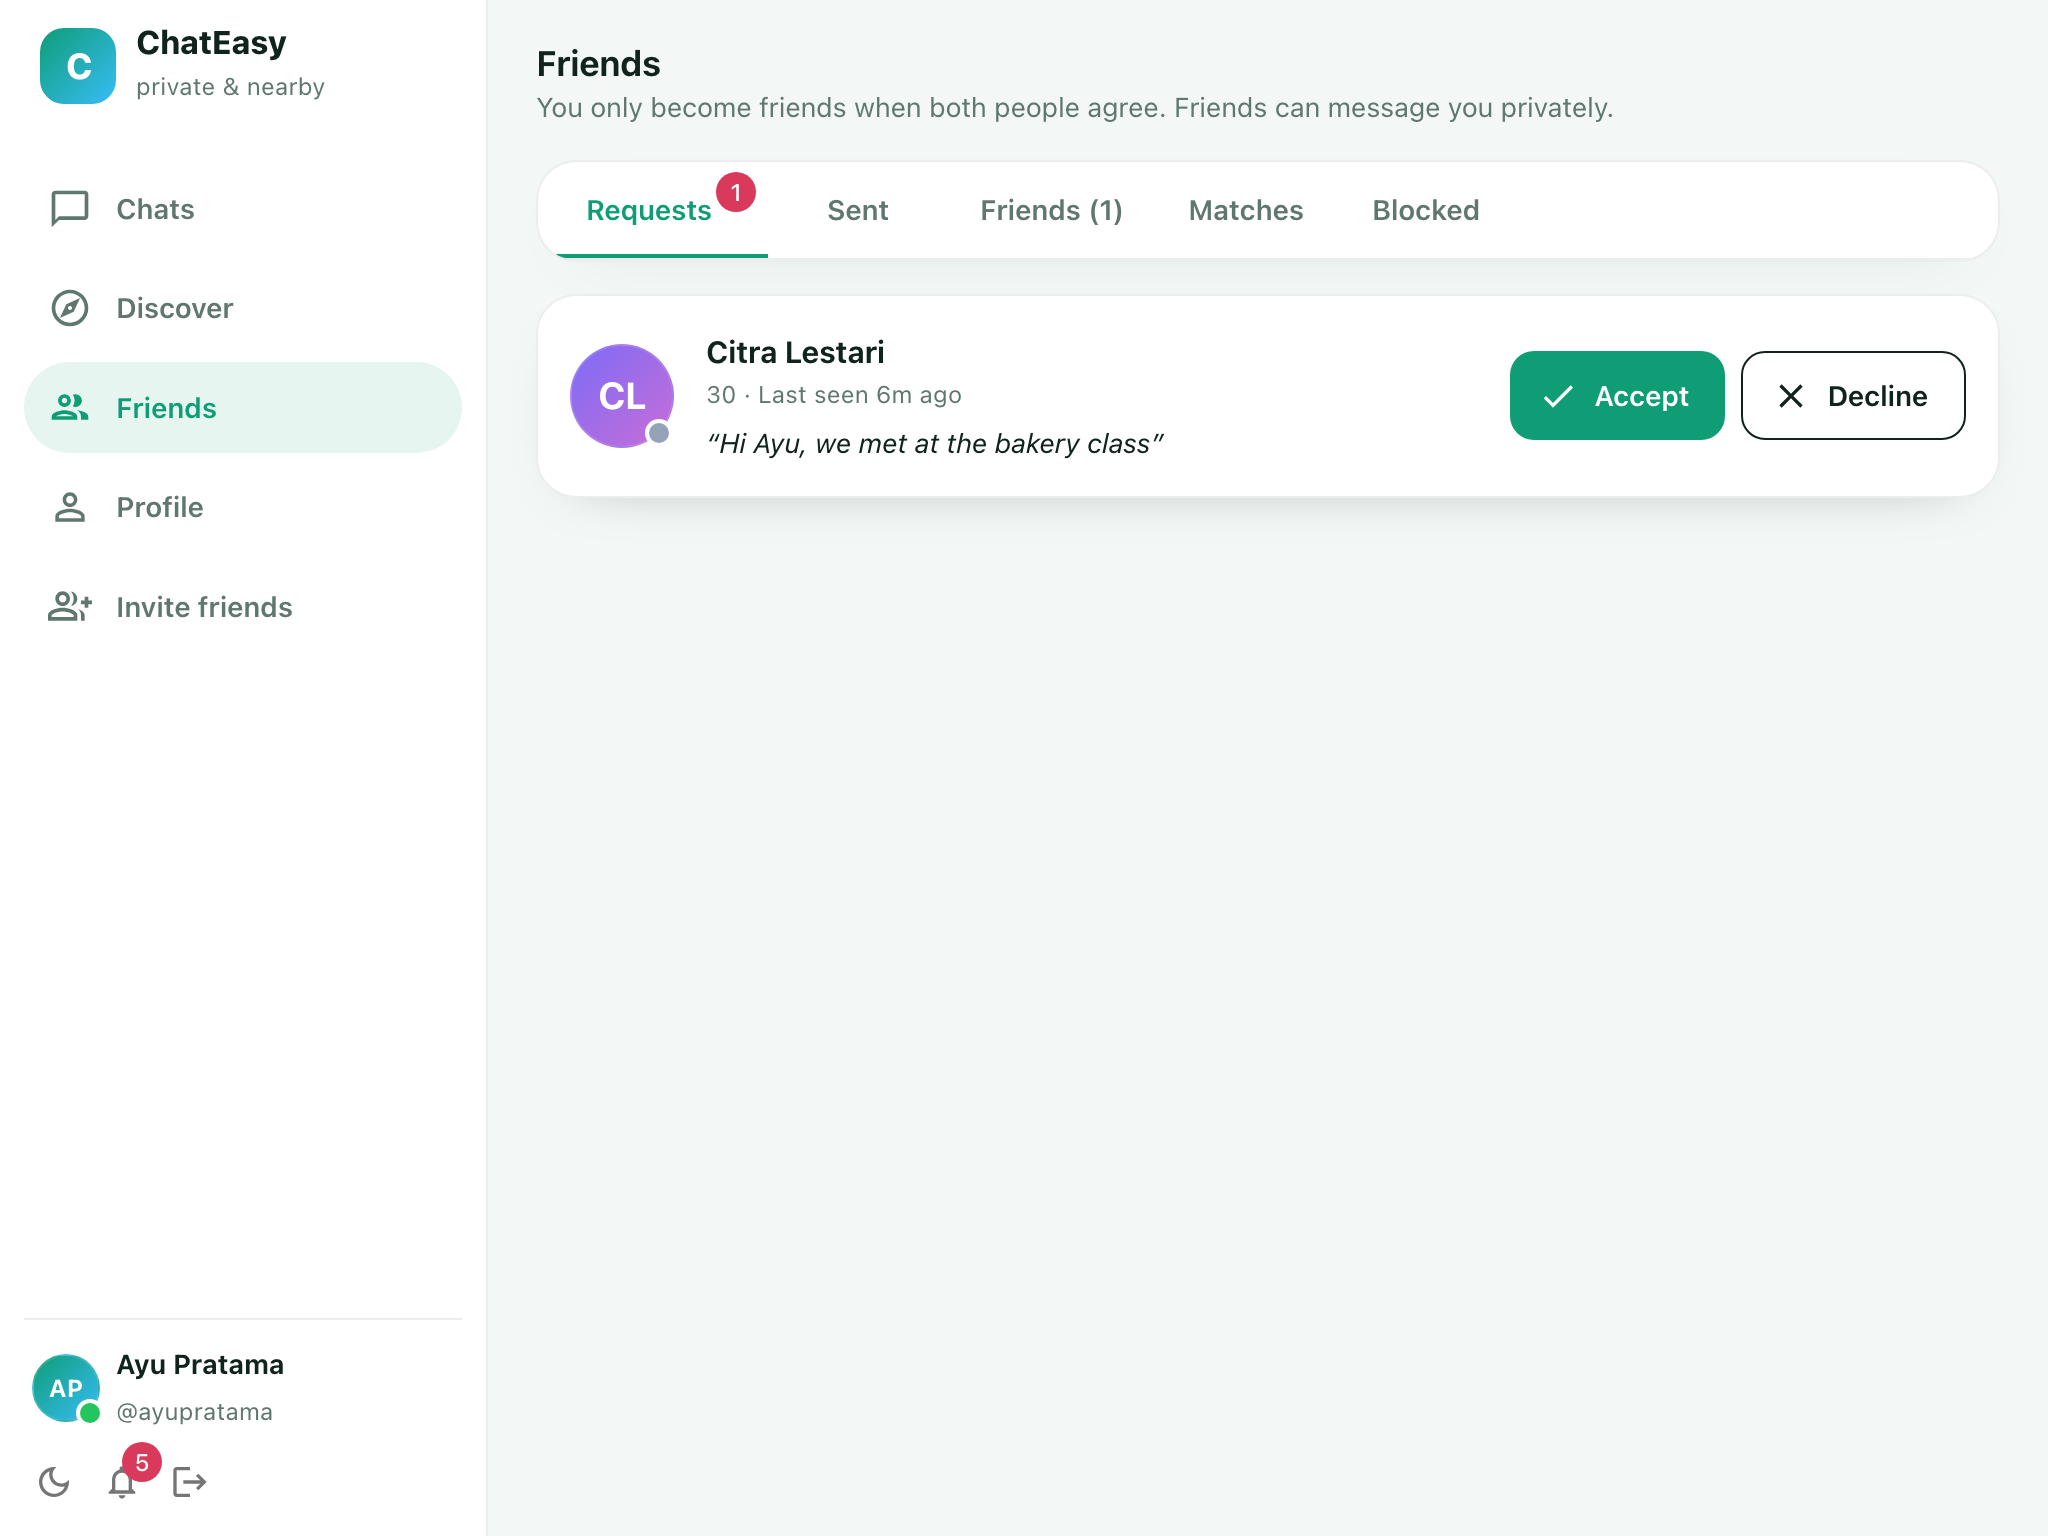 C
ChatEasy
private & nearby
Chats
Discover
Friends
Profile
Invite friends
AP
Ayu Pratama
@ayupratama
5
Friends
You only become friends when both people agree. Friends can message you privately.
Requests 1 Sent Friends (1) Matches Blocked
CL
Citra Lestari
30 · Last seen 6m ago
“Hi Ayu, we met at the bakery class”
Accept Decline